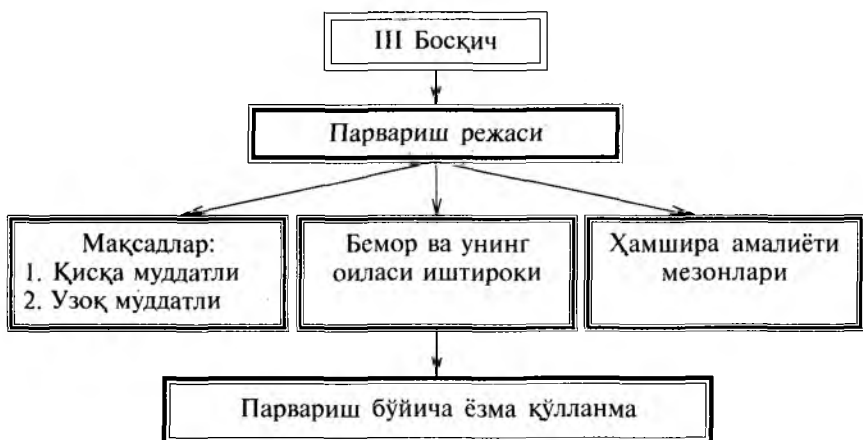 III Босқич
Парвариш режаси
Мақсадлар:
1. Қисқа муддатли
2. Узоқ муддатли
Бемор ва унинг
оиласи иштироки
Ҳамшира амалиёти
мезонлари
Парвариш бўйича ёзма қўлланма